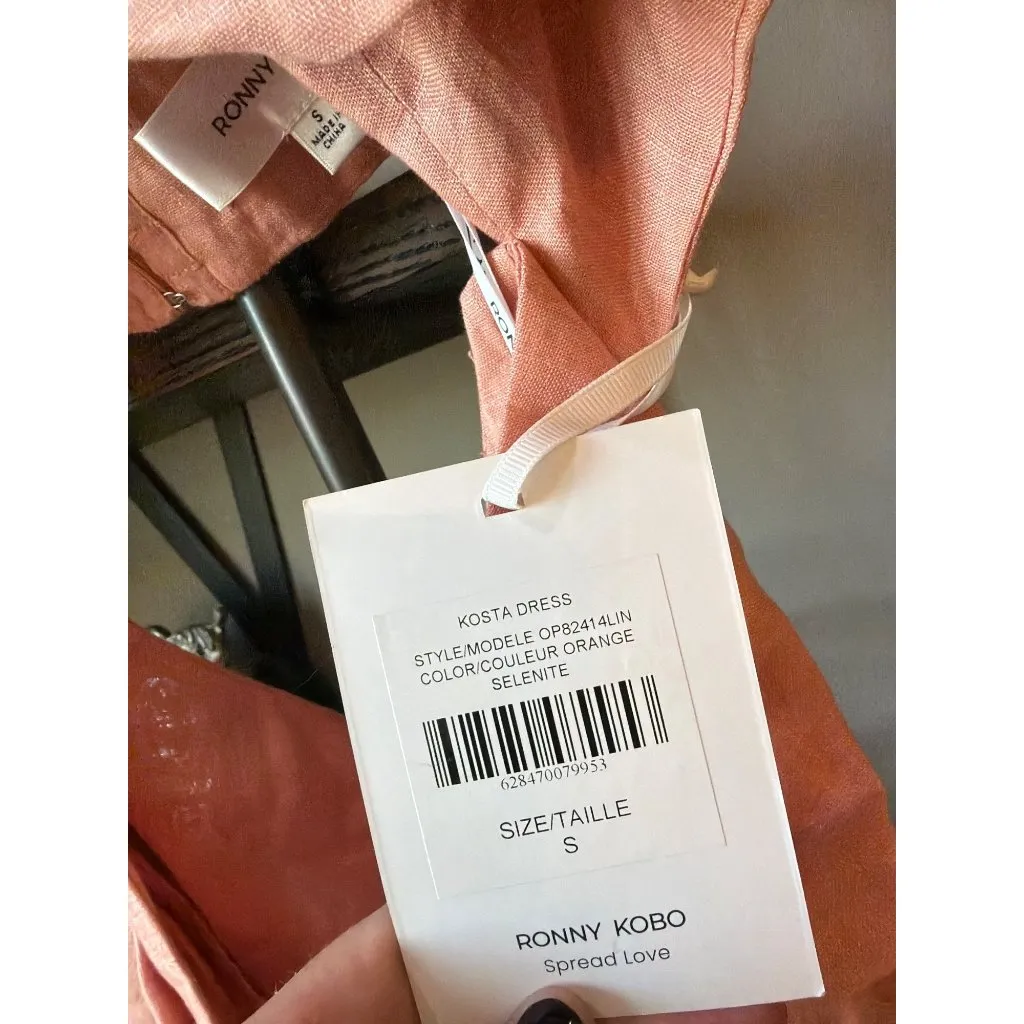 RONNY
S
MADE IN
CHINA
KOSTA DRESS
STYLE/MODELE OP82414LIN
COLOR/COULEUR ORANGE
SELENITE
628470079953
SIZE/TAILLE
S
RONNY KOBO
Spread Love